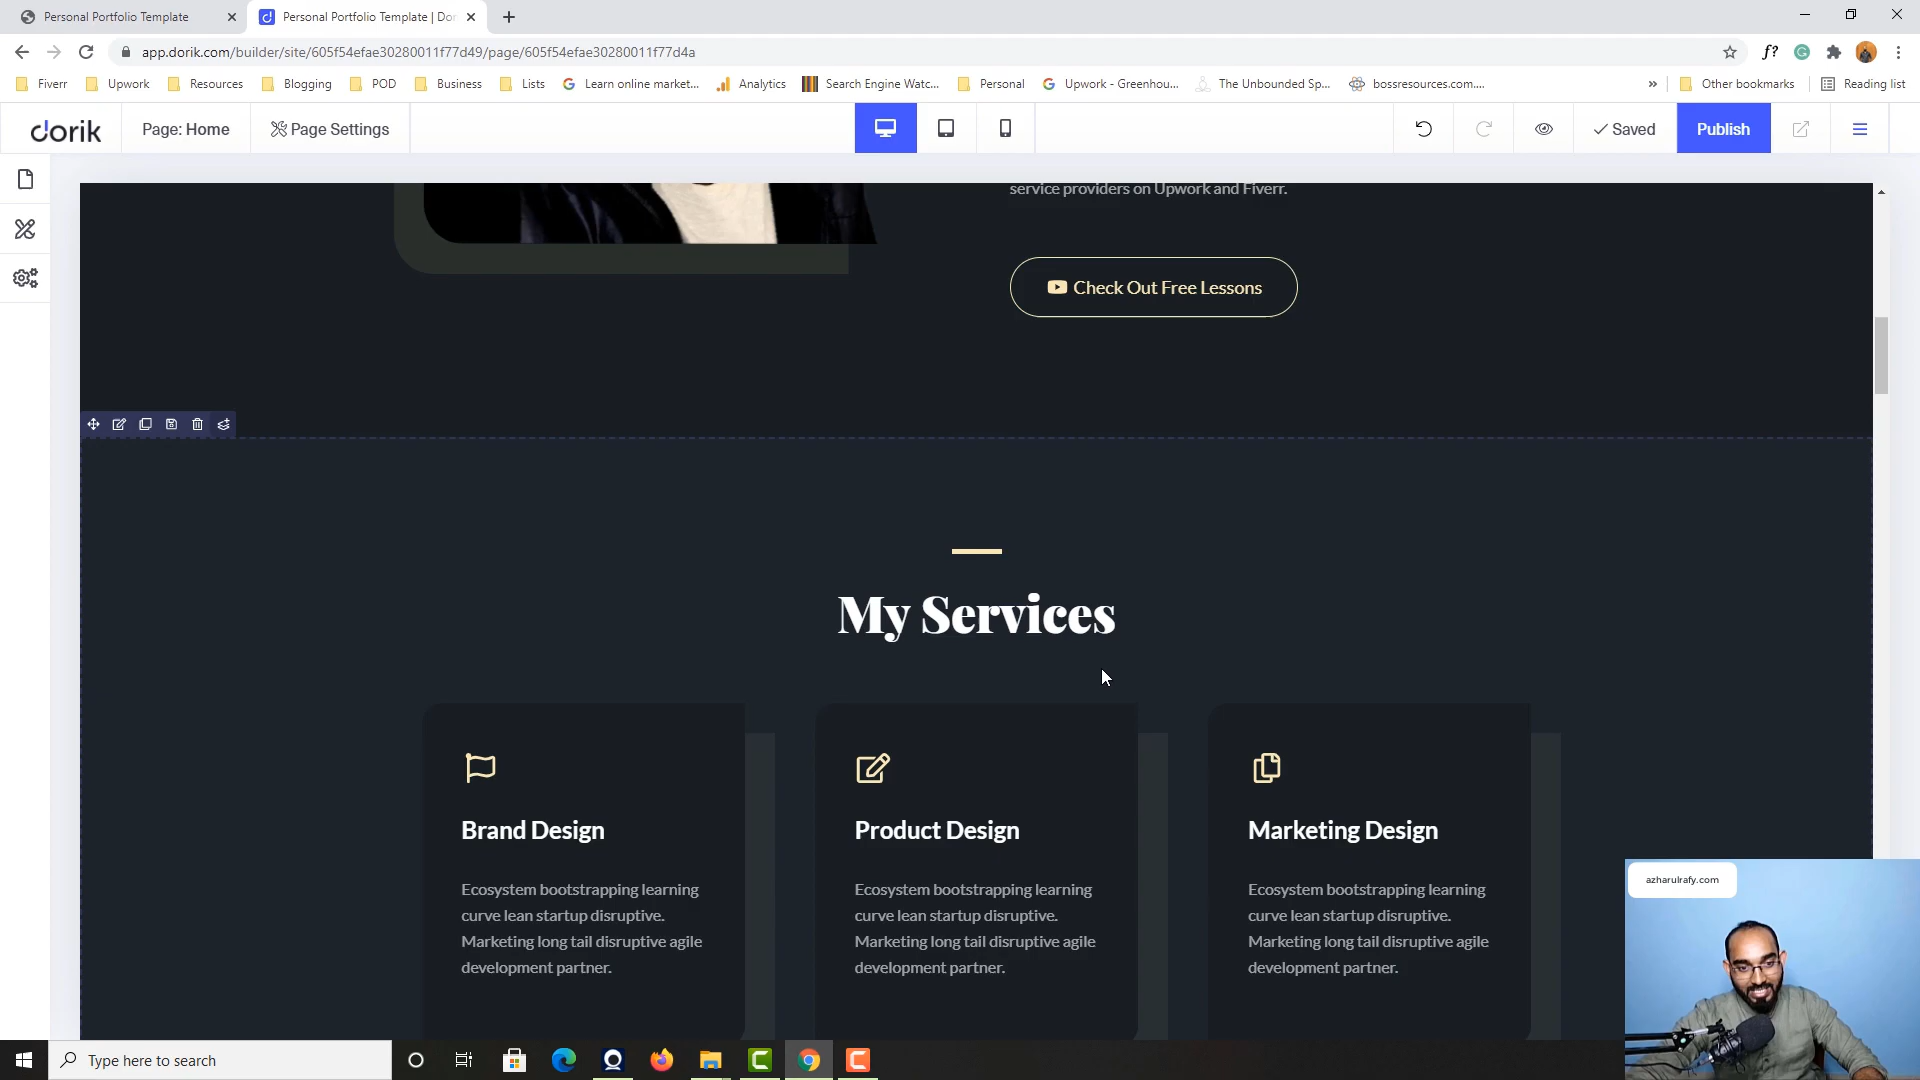 Personal Portfolio Template
Personal Portfolio Template | Dor
app.dorik.com/builder/site/605f54efae30280011f77d49/page/605f54efae30280011f77d4a
f?
Fiverr
Upwork
Resources
Blogging
POD
Business
Lists
Learn online market...
Analytics
Search Engine Watc...
Personal
Upwork - Greenhou...
The Unbounded Sp...
bossresources.com....
»
Other bookmarks
Reading list
dorik
Page: Home
Page Settings
Saved
Publish
service providers on Upwork and Fiverr.
Check Out Free Lessons
My Services
Brand Design
Ecosystem bootstrapping learning
curve lean startup disruptive.
Marketing long tail disruptive agile
development partner.
Product Design
Ecosystem bootstrapping learning
curve lean startup disruptive.
Marketing long tail disruptive agile
development partner.
Marketing Design
Ecosystem bootstrapping learning
curve lean startup disruptive.
Marketing long tail disruptive agile
development partner.
azharulrafy.com
Type here to search